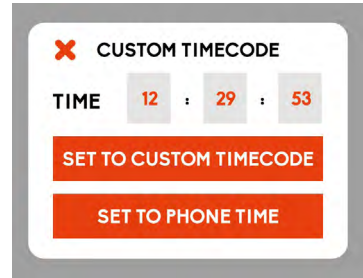 CUSTOM TIMECODE
TIME 12 : 29 : 53
SET TO CUSTOM TIMECODE
SET TO PHONE TIME